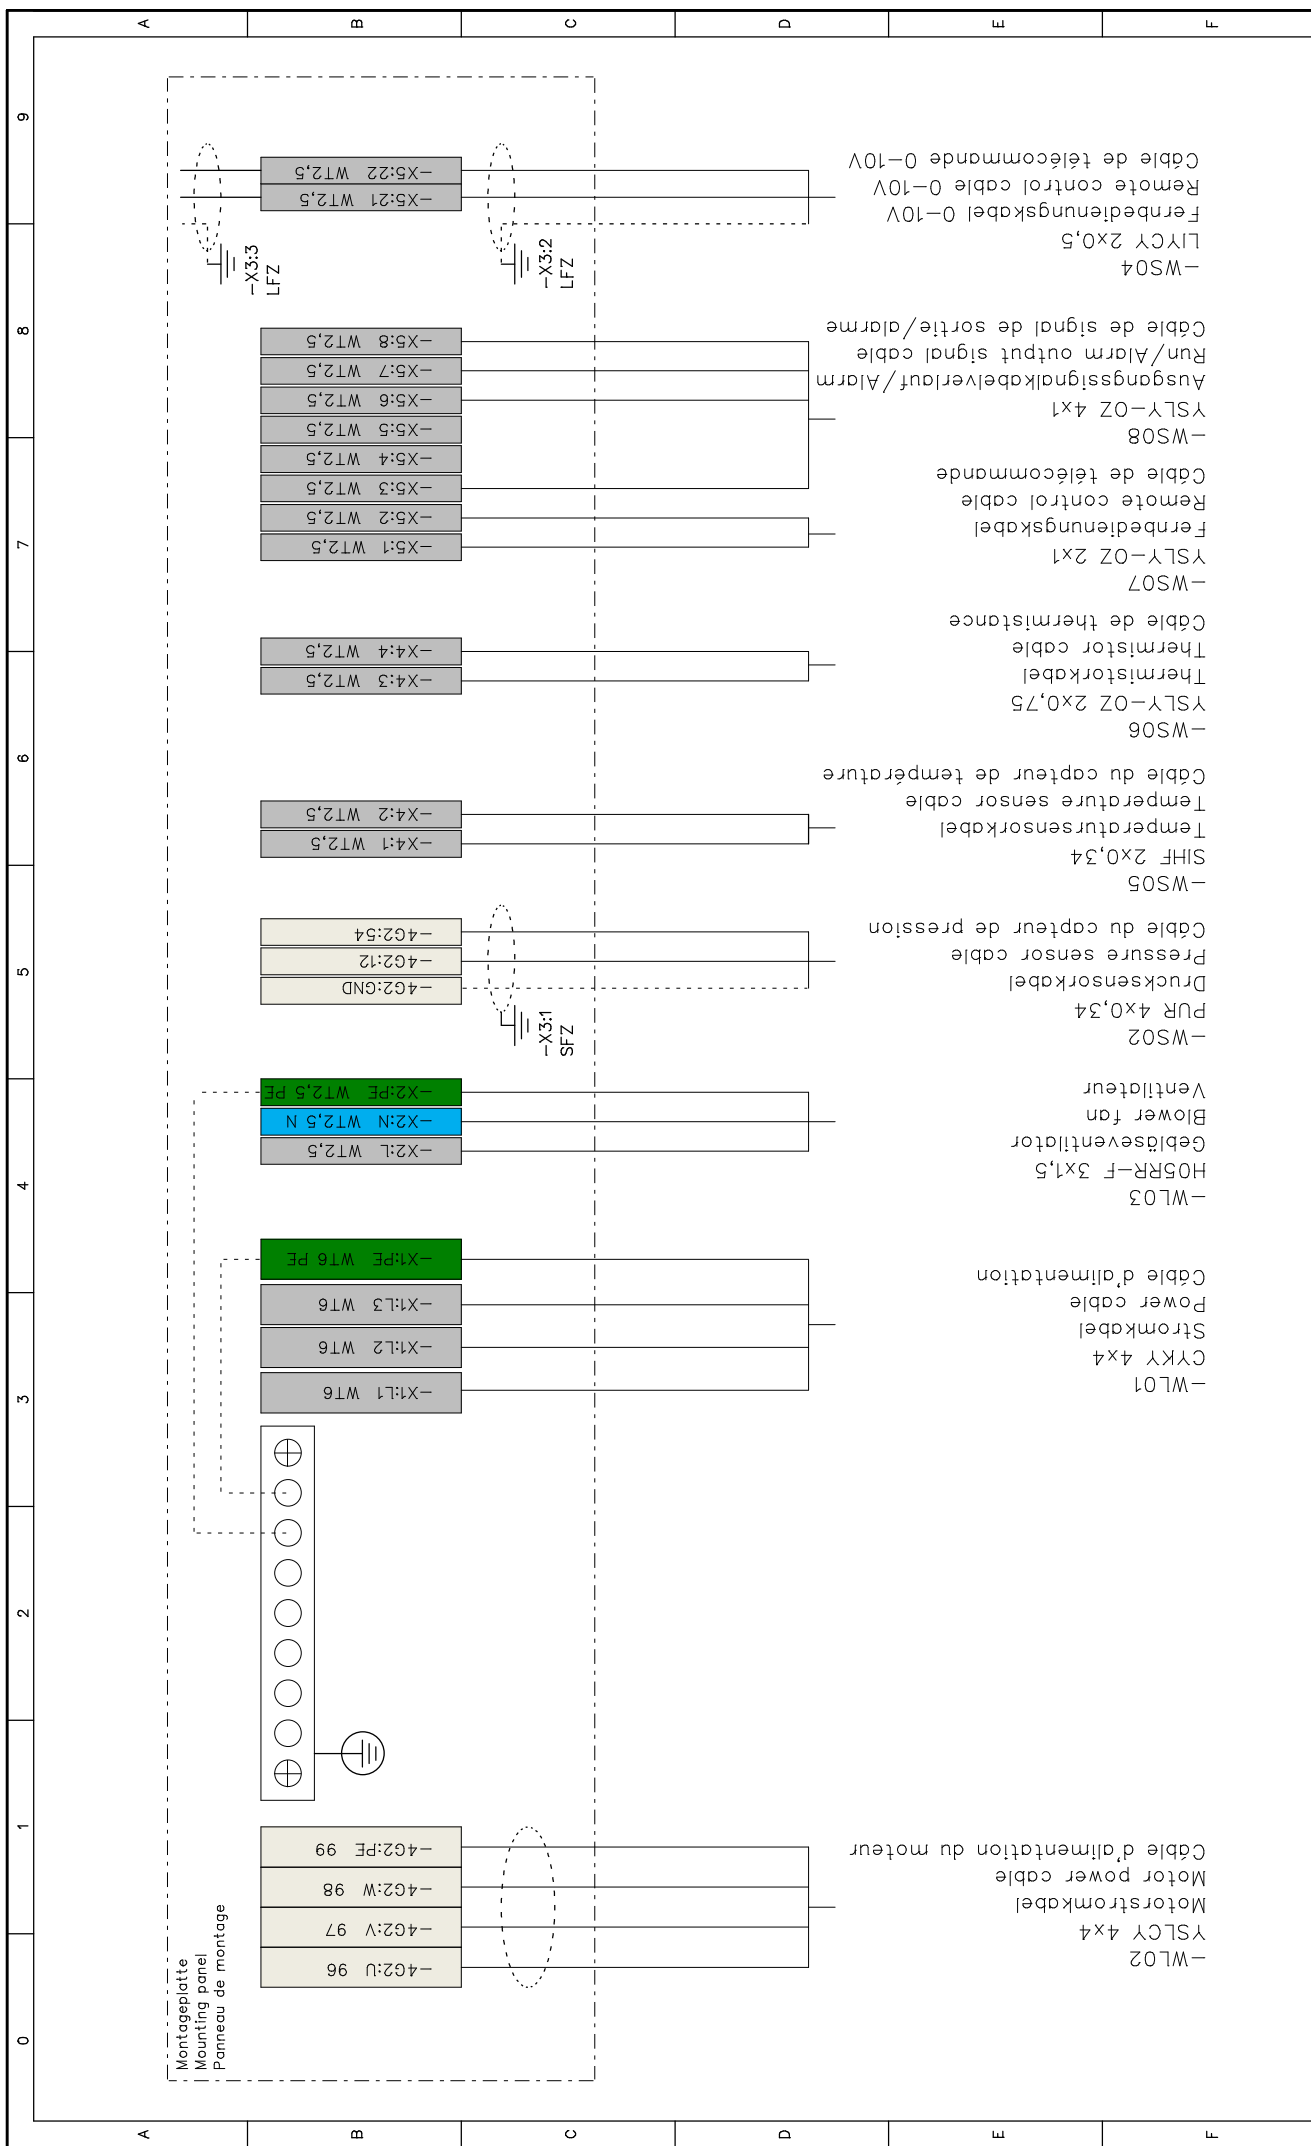 A B C D E F
9
8
7
6
5
4
3
2
1
0
A B C D E F
Montageplatte
Mounting panel
Panneau de montage
-X5:22 WT2,5
-X5:21 WT2,5
-X3:3
LFZ
-X3:2
LFZ
-WS04
LIYCY 2x0,5
Fernbedienungskabel 0-10V
Remote control cable 0-10V
Câble de télécommande 0-10V
-X5:8 WT2,5
-X5:7 WT2,5
-X5:6 WT2,5
-X5:5 WT2,5
-X5:4 WT2,5
-X5:3 WT2,5
-X5:2 WT2,5
-X5:1 WT2,5
-WS08
YSLY-OZ 4x1
Ausgangssignalkabelverlauf/Alarm
Run/Alarm output signal cable
Câble de signal de sortie/alarme
-WS07
YSLY-OZ 2x1
Fernbedienungskabel
Remote control cable
Câble de télécommande
-X4:4 WT2,5
-X4:3 WT2,5
-WS06
YSLY-OZ 2x0,75
Thermistorkabel
Thermistor cable
Câble de thermistance
-X4:2 WT2,5
-X4:1 WT2,5
-WS05
SIHF 2x0,34
Temperatursensorkabel
Temperature sensor cable
Câble du capteur de température
-4G2:54
-4G2:12
-4G2:GND
-X3:1
SFZ
-WS02
PUR 4x0,34
Drucksensorkabel
Pressure sensor cable
Câble du capteur de pression
-X2:PE WT2,5 PE
-X2:N WT2,5 N
-X2:L WT2,5
-WL03
H05RR-F 3x1,5
Gebläseventilator
Blower fan
Ventilateur
-X1:PE WT6 PE
-X1:L3 WT6
-X1:L2 WT6
-X1:L1 WT6
-WL01
CYKY 4x4
Stromkabel
Power cable
Câble d'alimentation
-4G2:PE 99
-4G2:W 98
-4G2:V 97
-4G2:U 96
-WL02
YSLCY 4x4
Motorstromkabel
Motor power cable
Câble d'alimentation du moteur